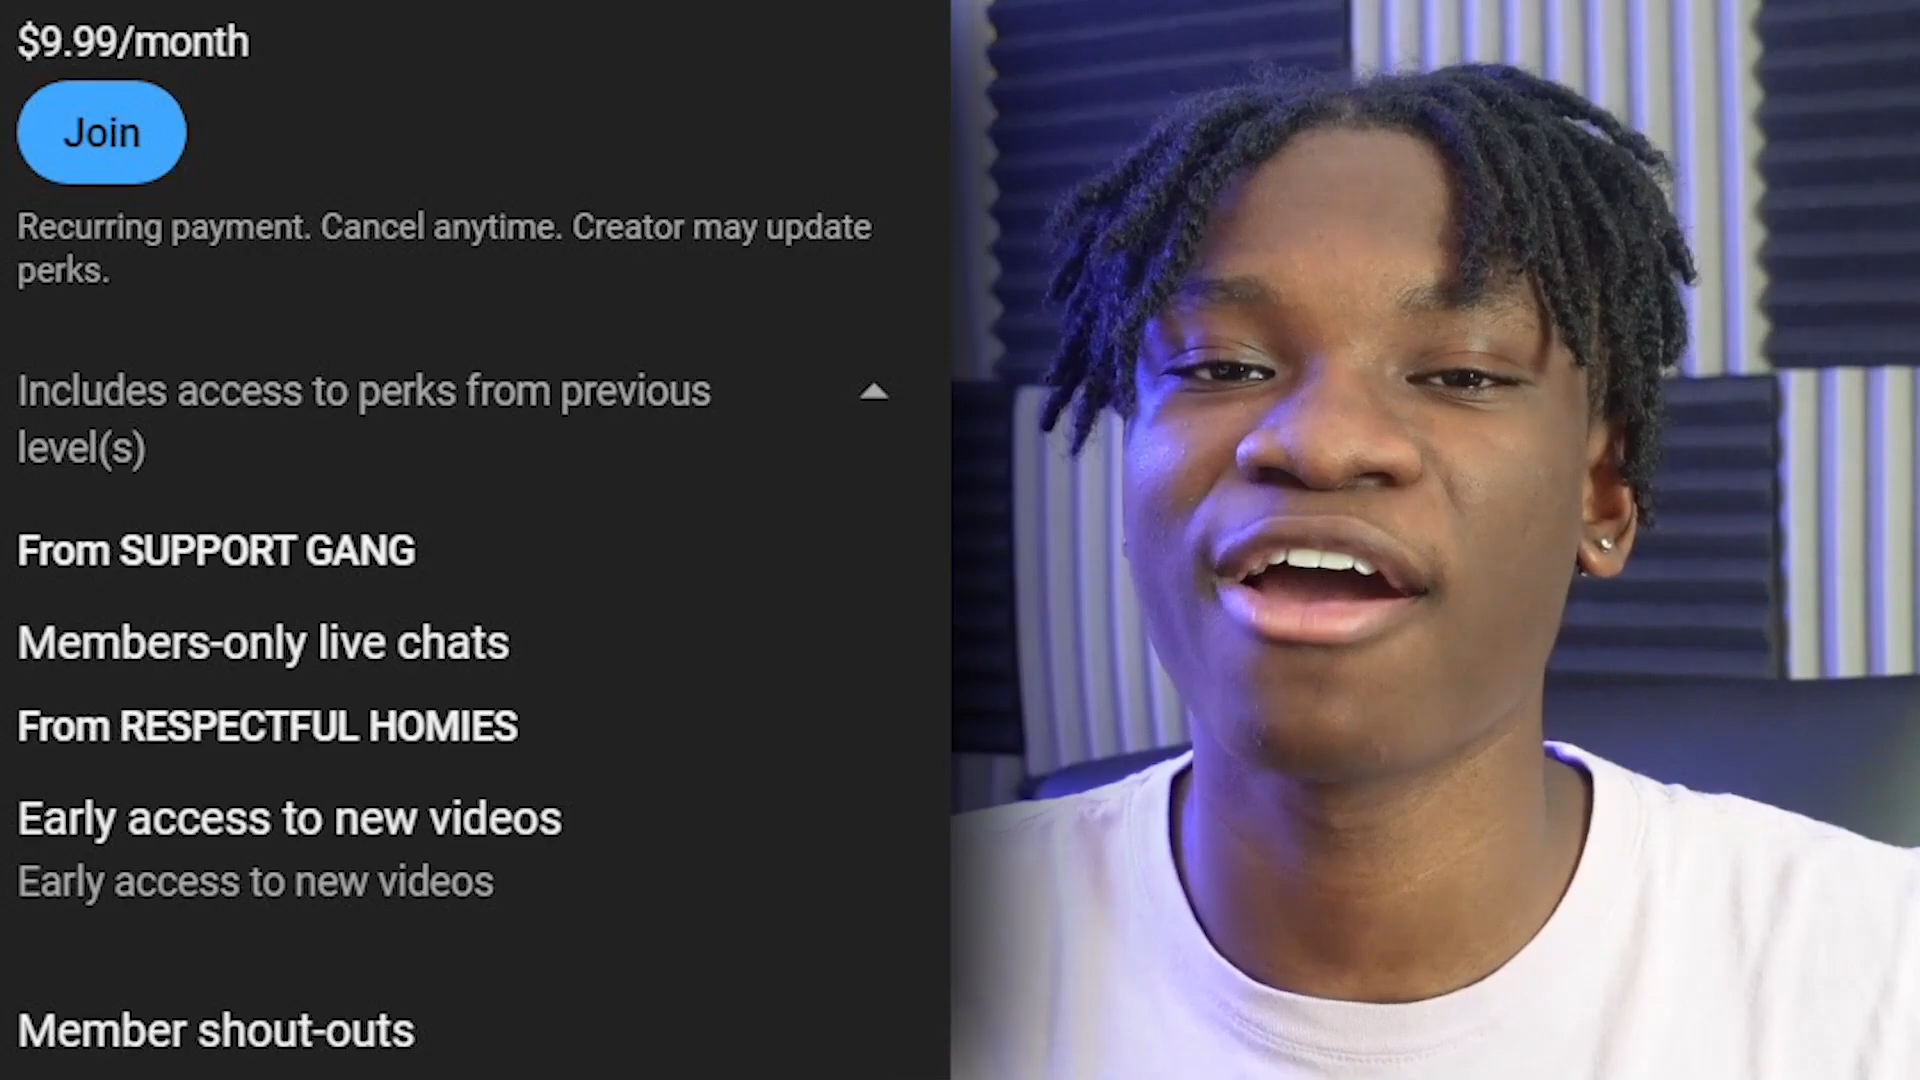 $9.99/month
Join
Recurring payment. Cancel anytime. Creator may update
perks.
Includes access to perks from previous
level(s)
From SUPPORT GANG
Members-only live chats
From RESPECTFUL HOMIES
Early access to new videos
Early access to new videos
Member shout-outs